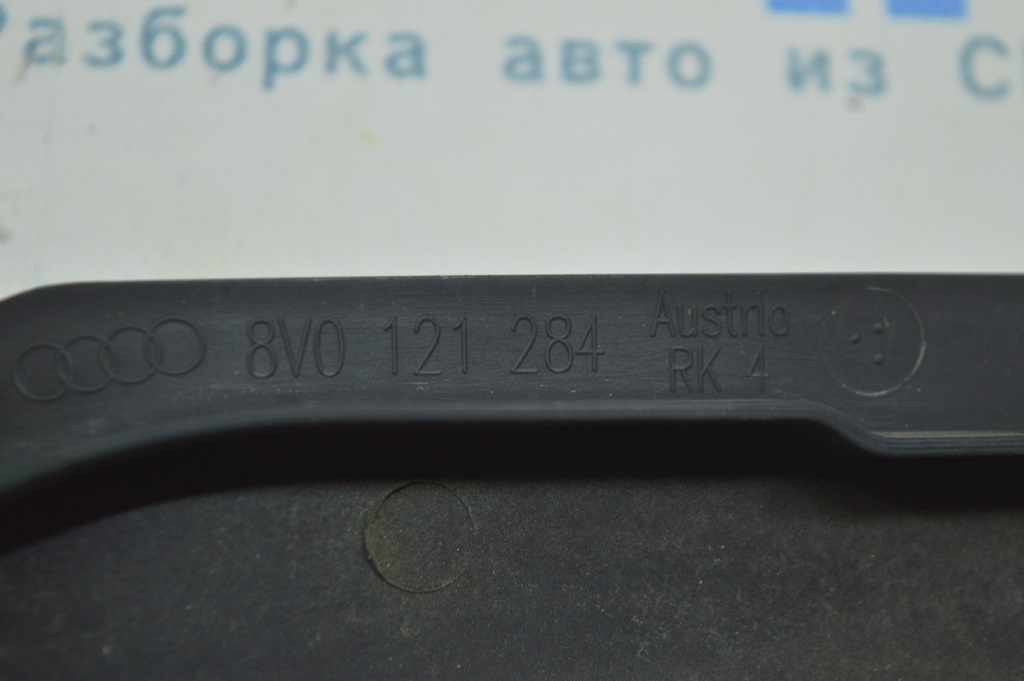 Разборка авто из
8V0 121 284
Austria
RK 4